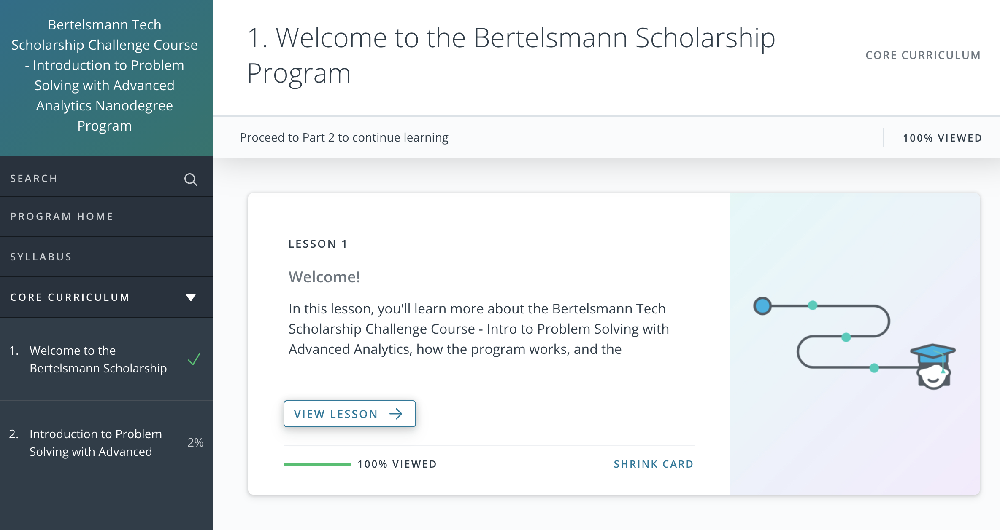 Bertelsmann Tech
Scholarship Challenge Course
- Introduction to Problem
Solving with Advanced
Analytics Nanodegree
Program
SEARCH
PROGRAM HOME
SYLLABUS
CORE CURRICULUM
1. Welcome to the
Bertelsmann Scholarship
2. Introduction to Problem
Solving with Advanced
2%
1. Welcome to the Bertelsmann Scholarship
Program
CORE CURRICULUM
Proceed to Part 2 to continue learning
100% VIEWED
LESSON 1
Welcome!
In this lesson, you'll learn more about the Bertelsmann Tech
Scholarship Challenge Course - Intro to Problem Solving with
Advanced Analytics, how the program works, and the
VIEW LESSON
100% VIEWED
SHRINK CARD